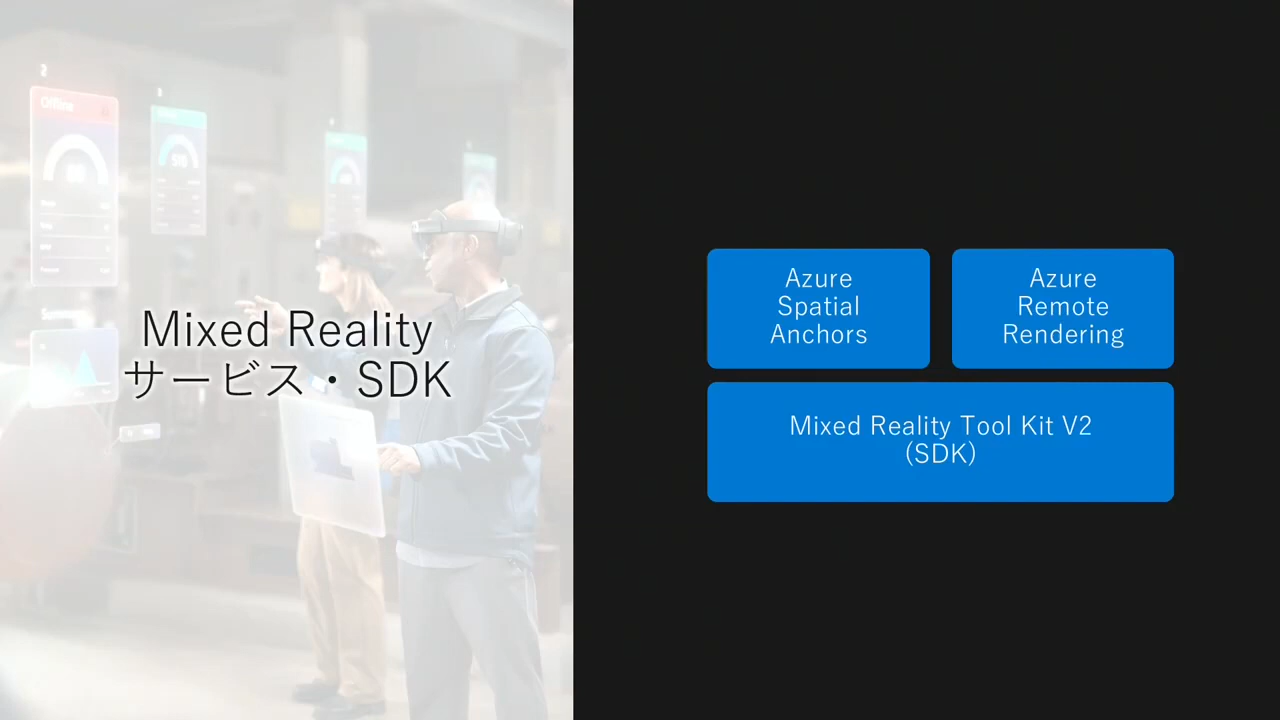 Offline
Mixed Reality
サービス・SDK
Azure
Spatial
Anchors
Azure
Remote
Rendering
Mixed Reality Tool Kit V2
(SDK)